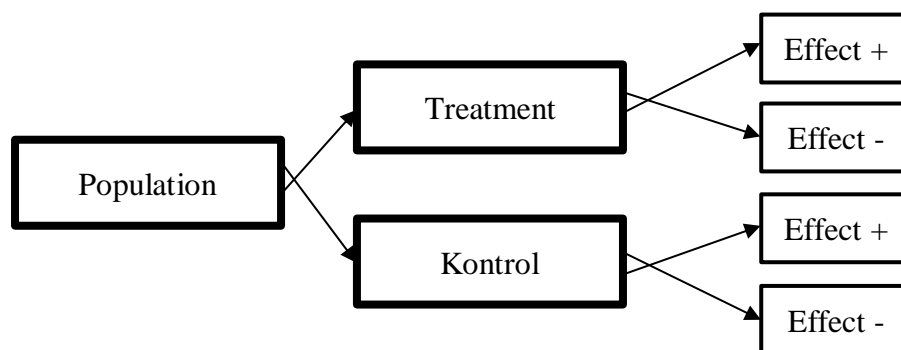 Population
Treatment
Kontrol
Effect +
Effect -
Effect +
Effect -